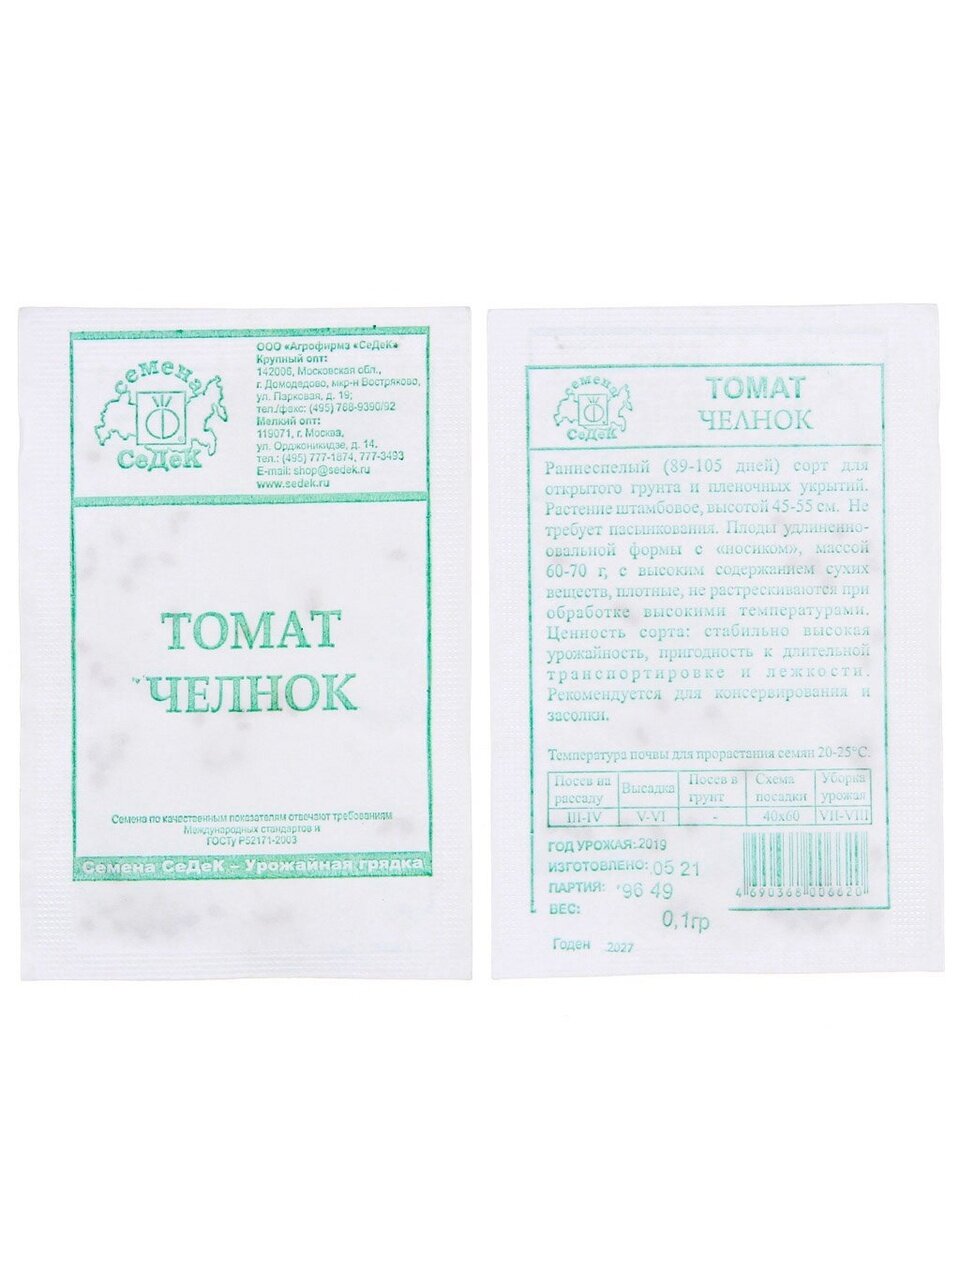 семена
СеДеК
ООО «Агрофирма «СеДеК»
Крупный опт:
142006, Московская обл.,
г. Домодедово, мкр-н Востряково,
ул. Парковая, д. 19;
тел./факс: (495) 788-9390/92
Мелкий опт:
119071, г. Москва,
ул. Орджоникидзе, д. 14.
тел.: (495) 777-1874, 777-3493
E-mail: shop@sedek.ru
www.sedek.ru
ТОМАТ
ЧЕЛНОК
Семена по качественным показателям отвечают требованиям
Международных стандартов и
ГОСТу Р52171-2003
Семена СеДеК – Урожайная грядка
семена
СеДеК
ТОМАТ
ЧЕЛНОК
Раннеспелый (89-105 дней) сорт для
открытого грунта и пленочных укрытий.
Растение штамбовое, высотой 45-55 см. Не
требует пасынкования. Плоды удлиненно-
овальной формы с «носиком», массой
60-70 г, с высоким содержанием сухих
веществ, плотные, не растрескиваются при
обработке высокими температурами.
Ценность сорта: стабильно высокая
урожайность, пригодность к длительной
транспортировке и лежкости.
Рекомендуется для консервирования и
засолки.
Температура почвы для прорастания семян 20-25°С.
Посев на рассаду Высадка Посев в грунт Схема посадки Уборка урожая
III-IV V-VI - 40x60 VII-VIII
ГОД УРОЖАЯ: 2019
ИЗГОТОВЛЕНО: 05 21
ПАРТИЯ: 96 49
ВЕС: 0,1гр
4 690368 006620
Годен 2027